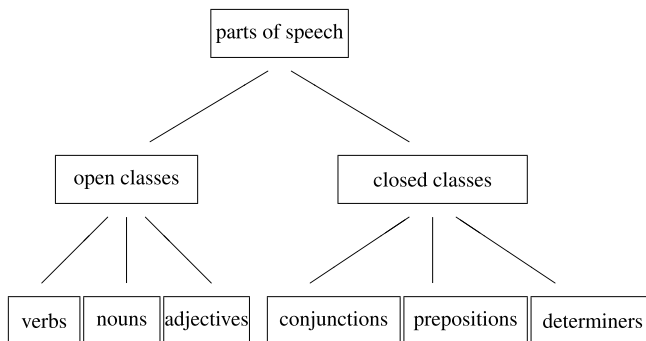 parts of speech
open classes
closed classes
verbs
nouns
adjectives
conjunctions
prepositions
determiners